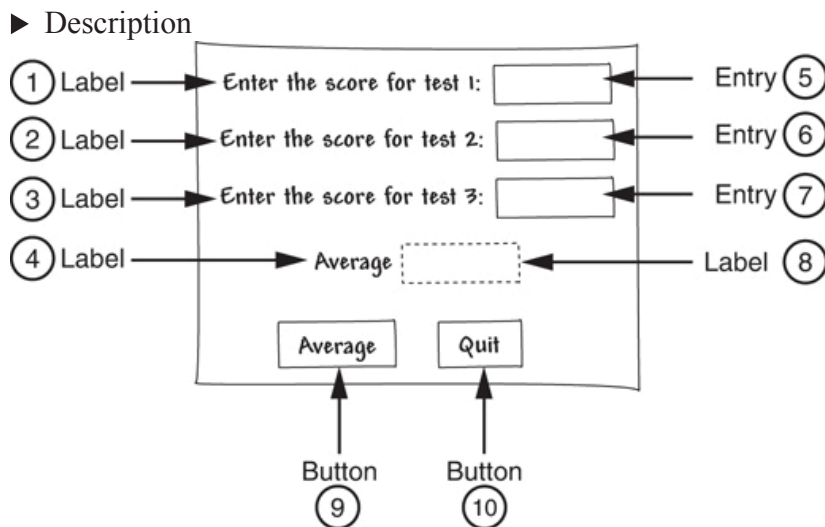 ▶ Description
1 Label Enter the score for test 1: Entry 5
2 Label Enter the score for test 2: Entry 6
3 Label Enter the score for test 3: Entry 7
4 Label Average Label 8
Average Quit
Button Button
9 10